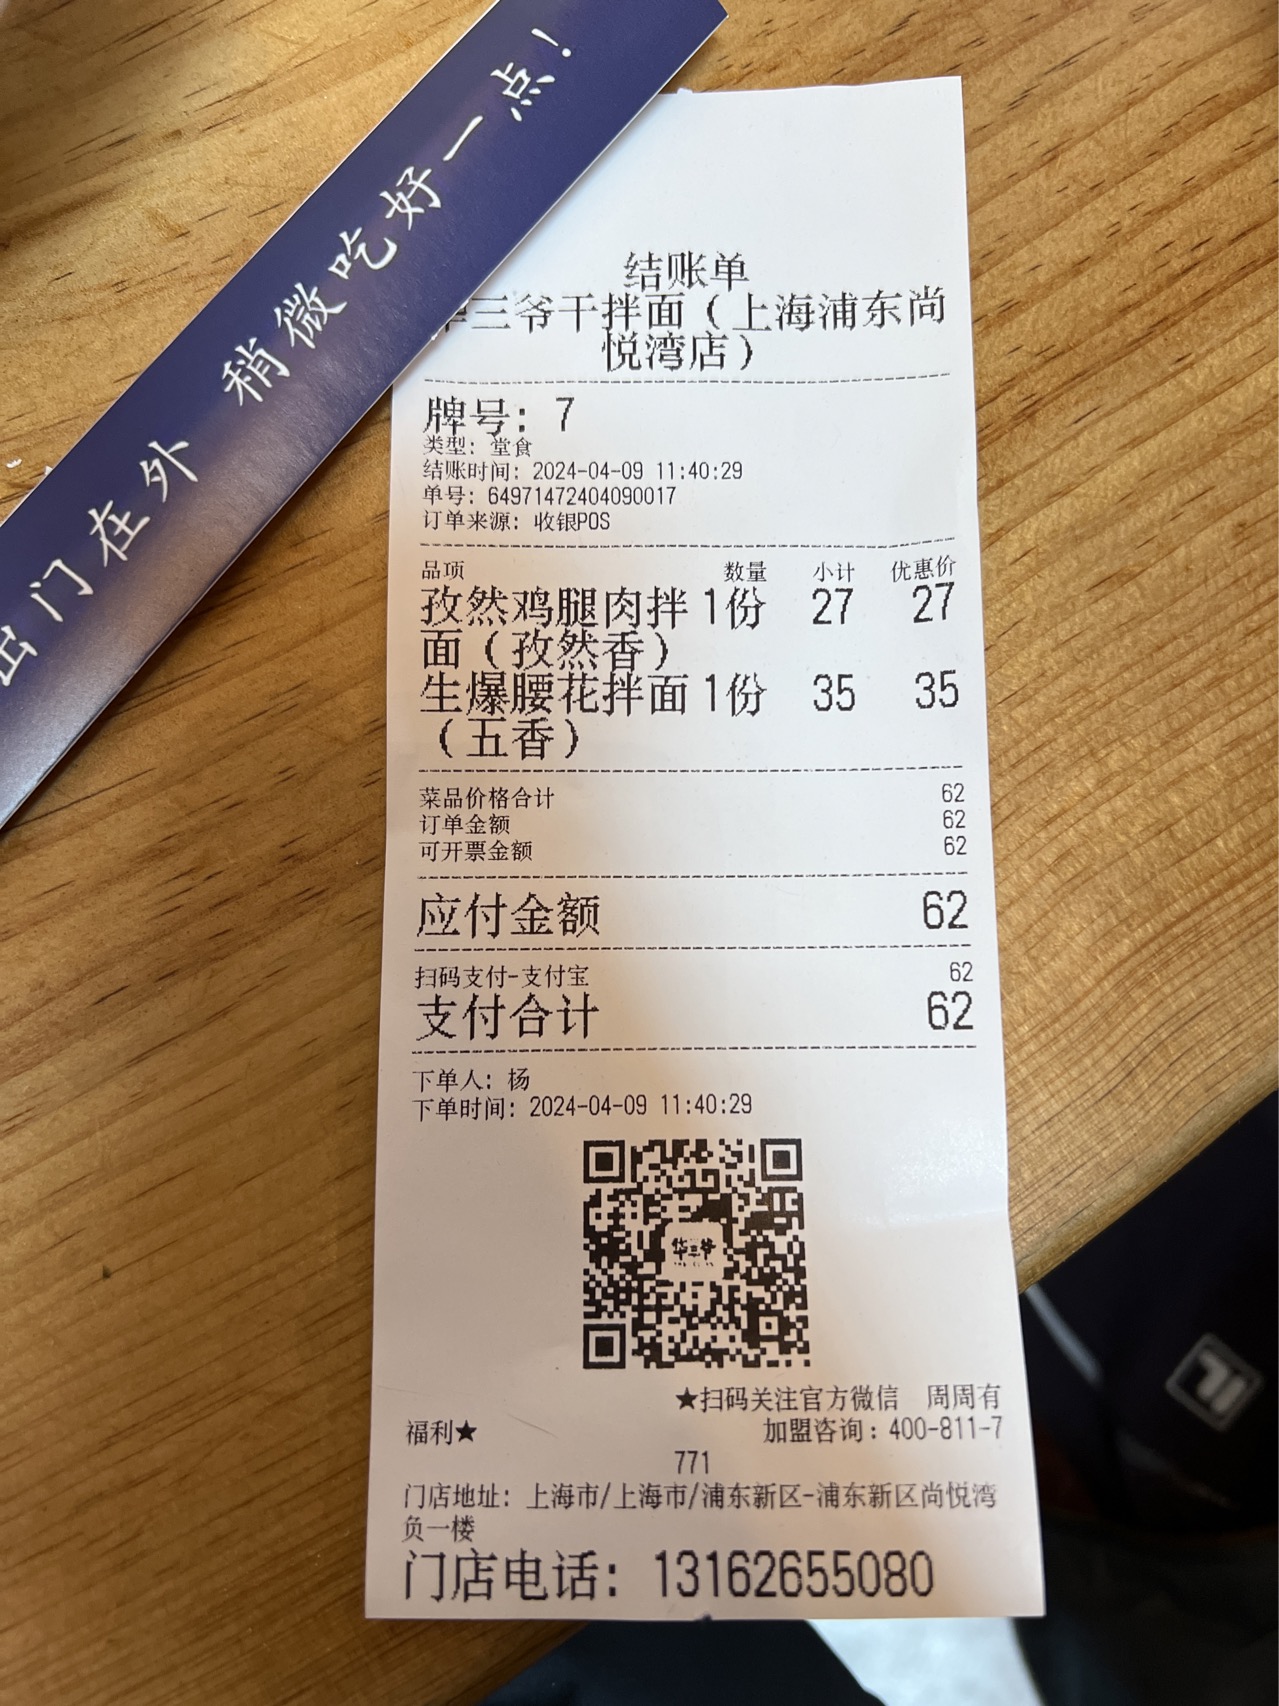 出门在外 稍微吃好一点!
结账单
华三爷干拌面(上海浦东尚
悦湾店)
牌号: 7
类型: 堂食
结账时间: 2024-04-09 11:40:29
单号: 64971472404090017
订单来源: 收银POS
品项 数量 小计 优惠价
孜然鸡腿肉拌 1份 27 27
面(孜然香)
生爆腰花拌面 1份 35 35
(五香)
菜品价格合计 62
订单金额 62
可开票金额 62
应付金额 62
扫码支付-支付宝 62
支付合计 62
下单人: 杨
下单时间: 2024-04-09 11:40:29
华三爷
★扫码关注官方微信 周周有
福利★ 加盟咨询: 400-811-7
771
门店地址: 上海市/上海市/浦东新区-浦东新区尚悦湾
负一楼
门店电话: 13162655080